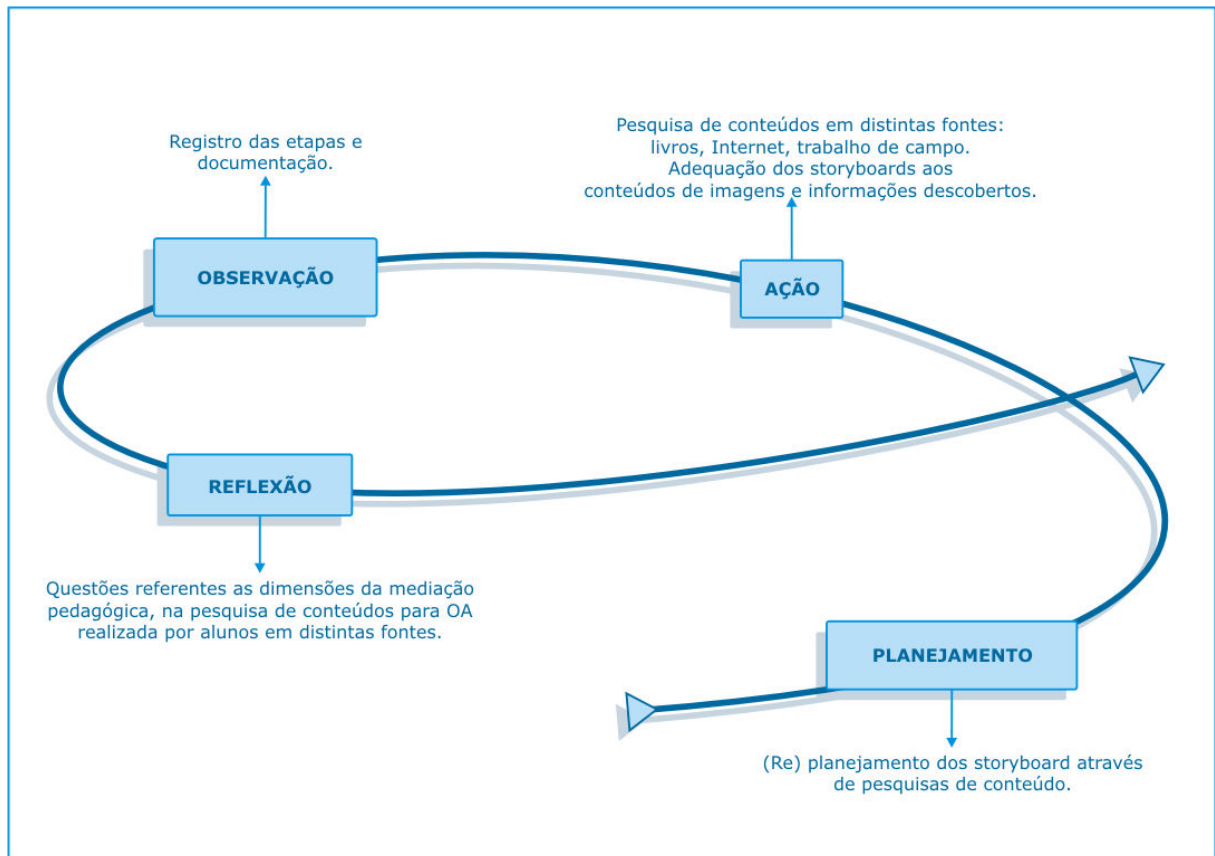 Registro das etapas e
documentação.
Pesquisa de conteúdos em distintas fontes:
livros, Internet, trabalho de campo.
Adequação dos storyboards aos
conteúdos de imagens e informações descobertos.
OBSERVAÇÃO
AÇÃO
REFLEXÃO
Questões referentes as dimensões da mediação
pedagógica, na pesquisa de conteúdos para OA
realizada por alunos em distintas fontes.
PLANEJAMENTO
(Re) planejamento dos storyboard através
de pesquisas de conteúdo.